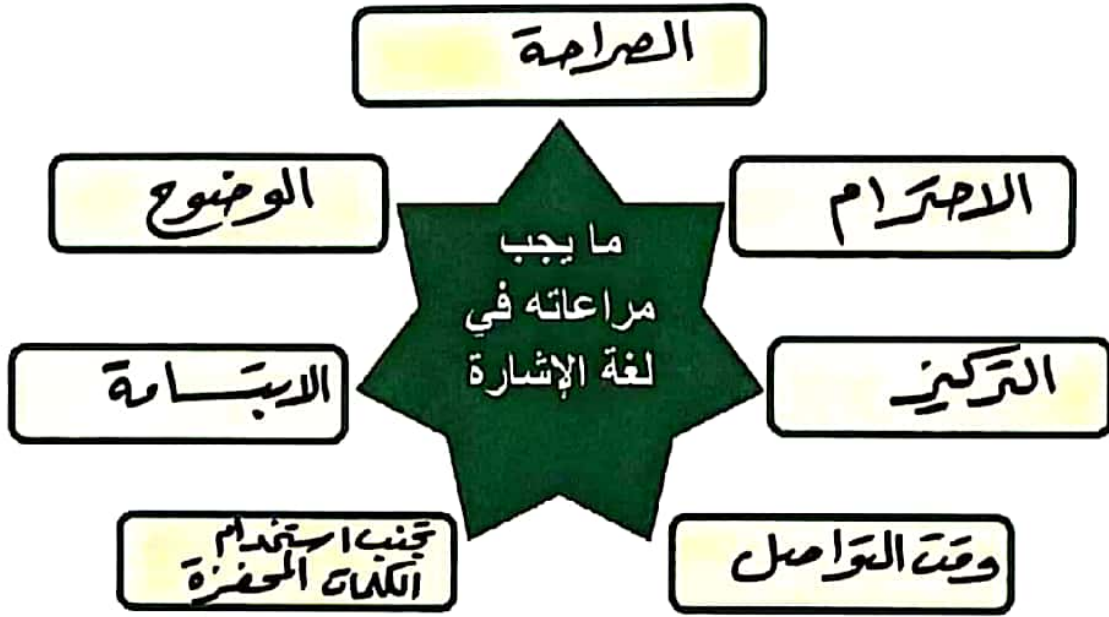 الصراحة
الاحترام
الوضوح
ما يجب
مراعاته في
لغة الإشارة
التركيز
الابتسامة
وقت التواصل
تجنب استخدام
الكلمات المحفزة